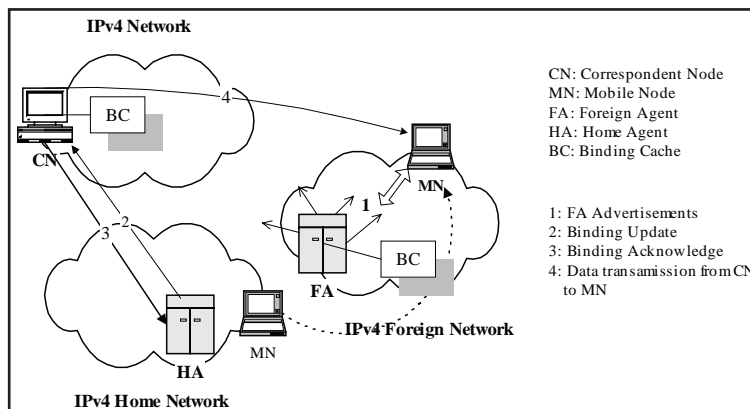 IPv4 Network
4
BC
CN
CN: Correspondent Node
MN: Mobile Node
FA: Foreign Agent
HA: Home Agent
BC: Binding Cache
MN
1
2
3
BC
FA
1: FA Advertisements
2: Binding Update
3: Binding Acknowledge
4: Data transamission from CN
to MN
IPv4 Foreign Network
MN
HA
IPv4 Home Network